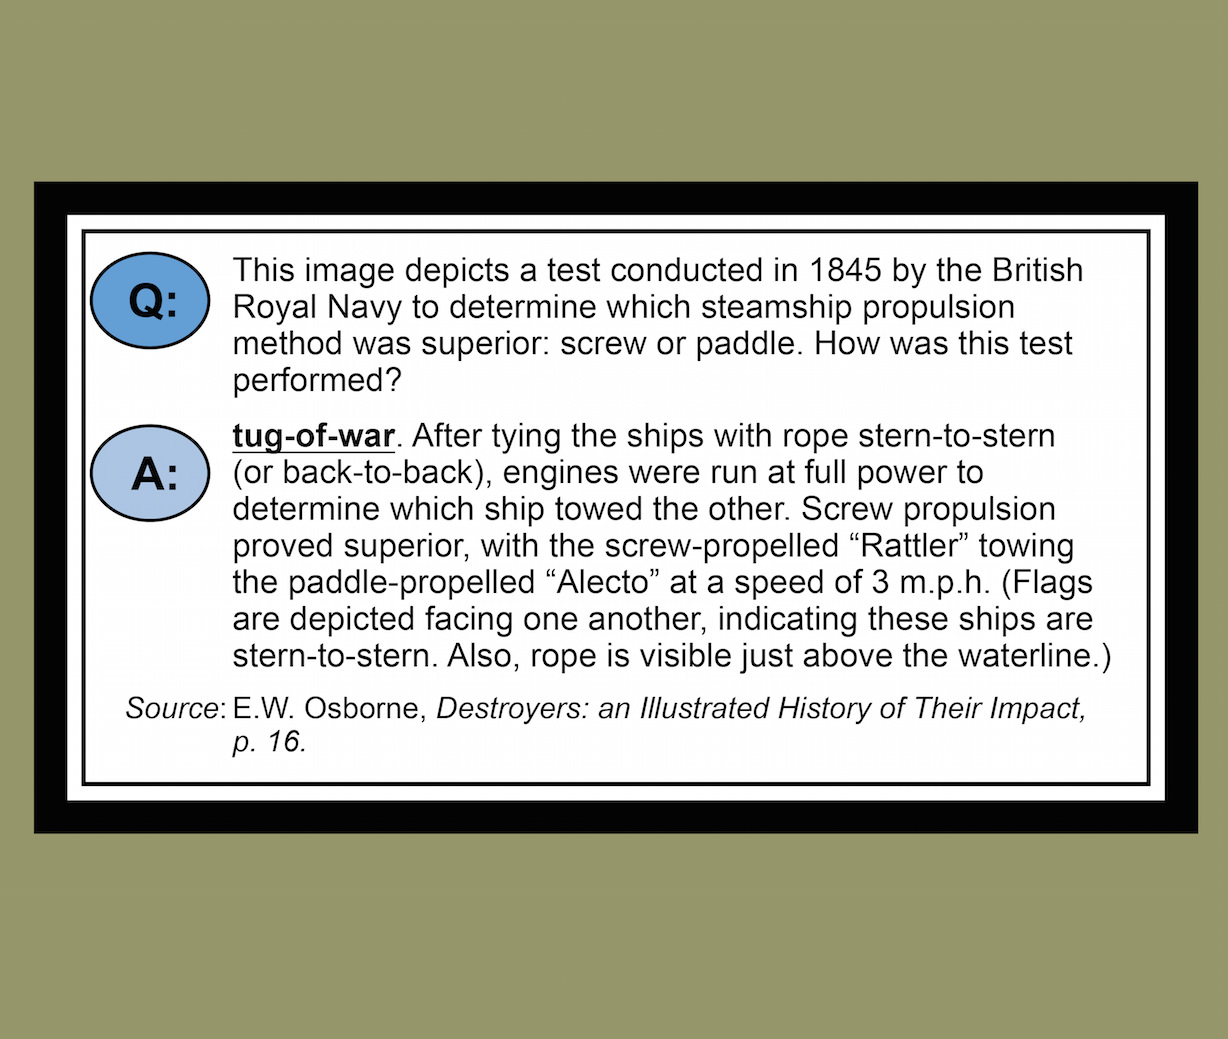 Q: This image depicts a test conducted in 1845 by the British
Royal Navy to determine which steamship propulsion
method was superior: screw or paddle. How was this test
performed?
A: tug-of-war. After tying the ships with rope stern-to-stern
(or back-to-back), engines were run at full power to
determine which ship towed the other. Screw propulsion
proved superior, with the screw-propelled “Rattler” towing
the paddle-propelled “Alecto” at a speed of 3 m.p.h. (Flags
are depicted facing one another, indicating these ships are
stern-to-stern. Also, rope is visible just above the waterline.)
Source: E.W. Osborne, Destroyers: an Illustrated History of Their Impact,
p. 16.